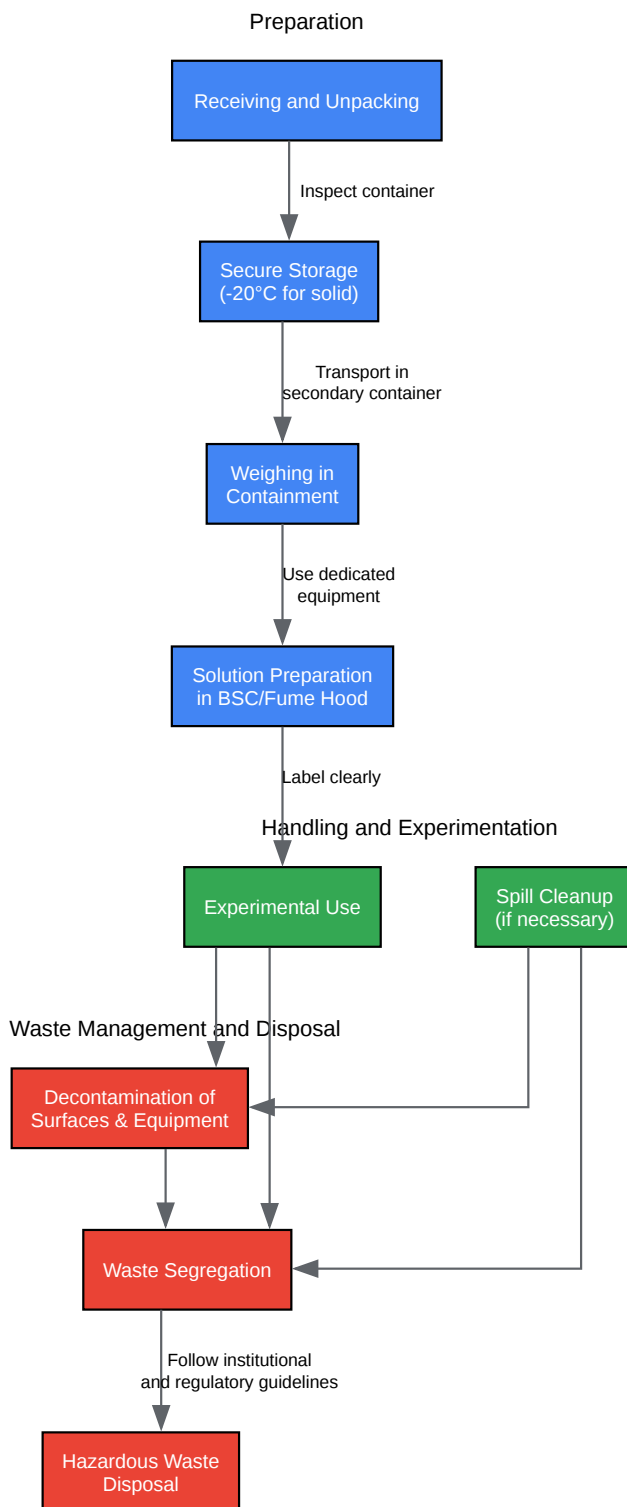 Preparation
Receiving and Unpacking
Inspect container
Secure Storage
(-20°C for solid)
Transport in
secondary container
Weighing in
Containment
Use dedicated
equipment
Solution Preparation
in BSC/Fume Hood
Label clearly
Handling and Experimentation
Experimental Use
Spill Cleanup
(if necessary)
Waste Management and Disposal
Decontamination of
Surfaces & Equipment
Waste Segregation
Follow institutional
and regulatory guidelines
Hazardous Waste
Disposal